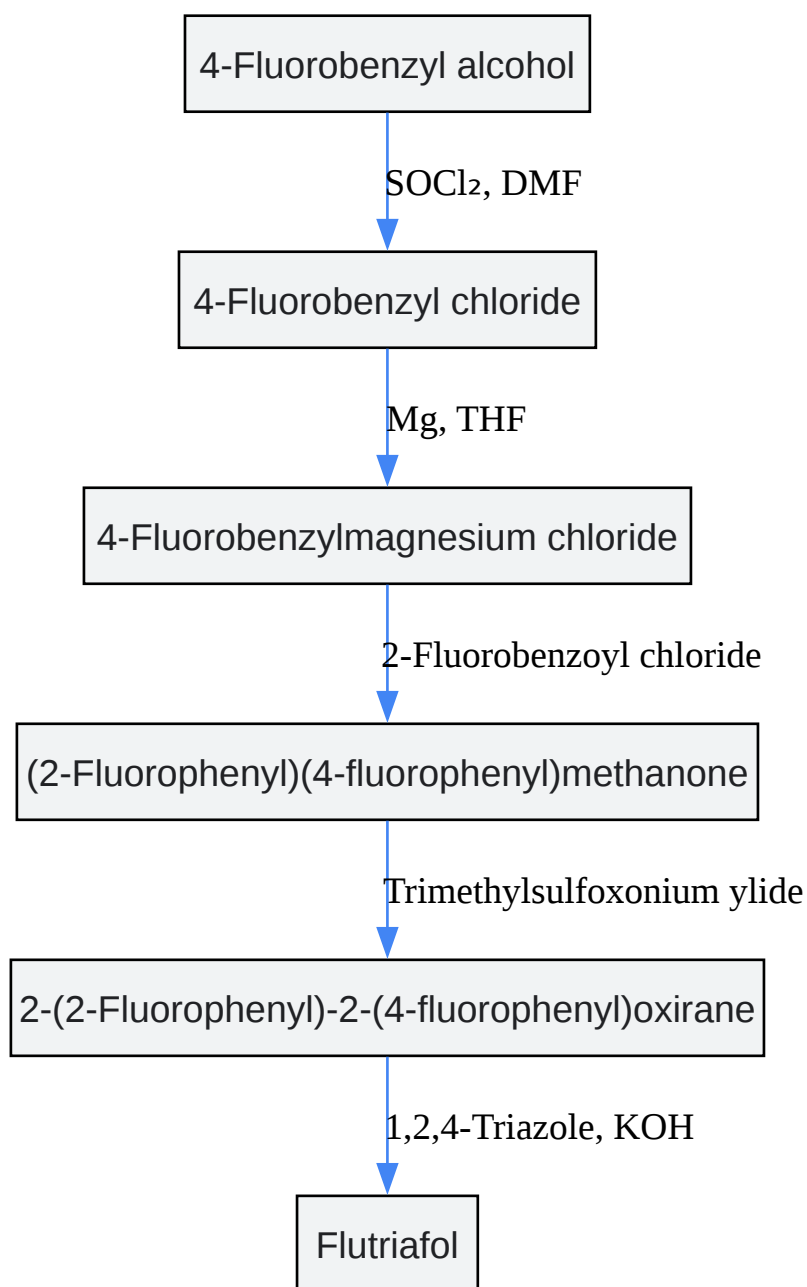 4-Fluorobenzyl alcohol
SOCl₂, DMF
4-Fluorobenzyl chloride
Mg, THF
4-Fluorobenzylmagnesium chloride
2-Fluorobenzoyl chloride
(2-Fluorophenyl)(4-fluorophenyl)methanone
Trimethylsulfoxonium ylide
2-(2-Fluorophenyl)-2-(4-fluorophenyl)oxirane
1,2,4-Triazole, KOH
Flutriafol